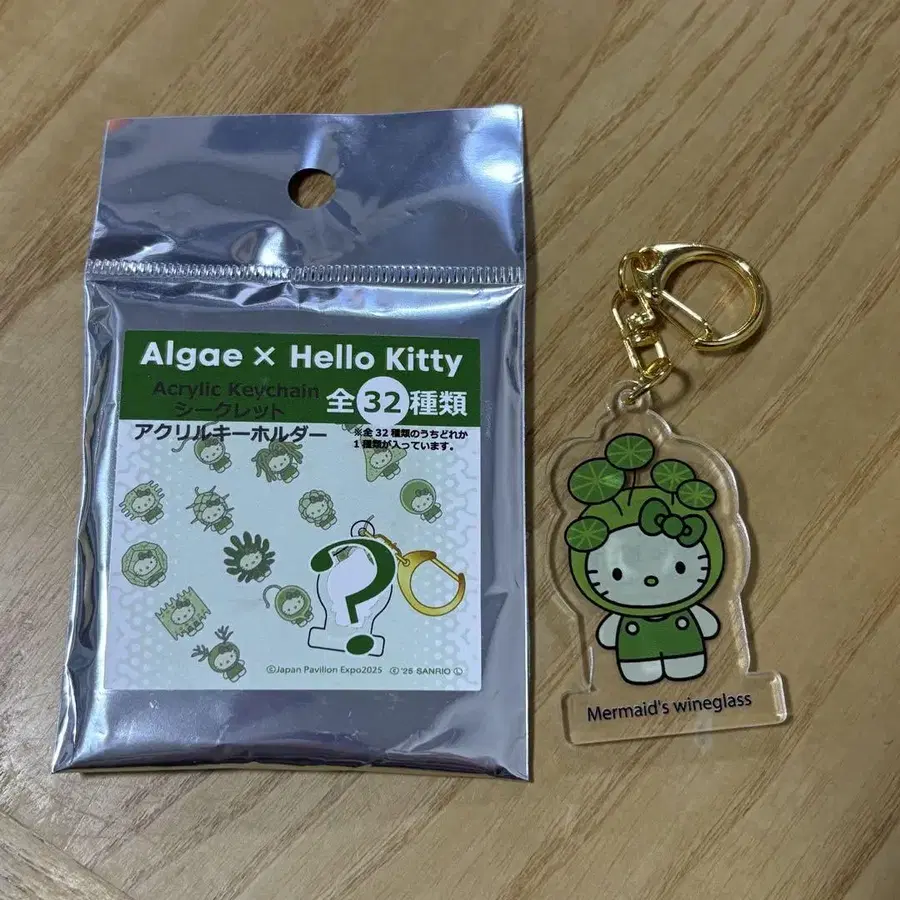 Algae × Hello Kitty
Acrylic Keychain
シークレット
アクリルキーホルダー
全32種類
※全32種類のうちどれか
1種類が入っています。
?
©Japan Pavilion Expo2025
©'25 SANRIO Ⓛ
Mermaid's wineglass